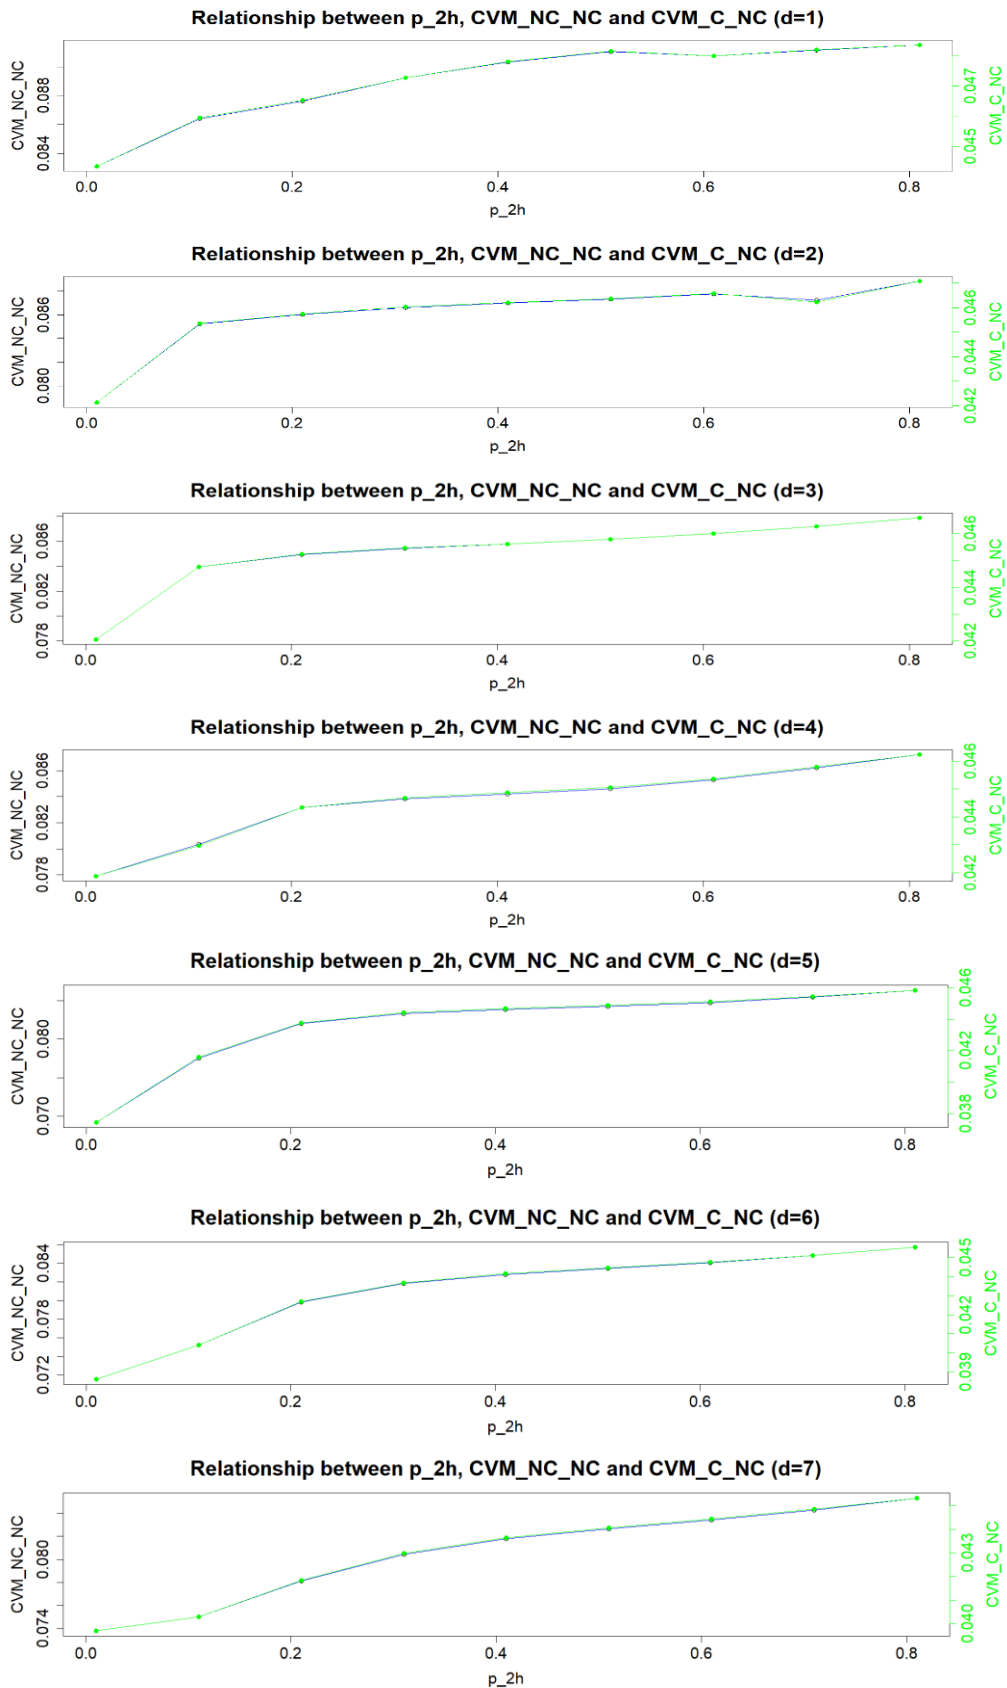 Relationship between p_2h, CVM_NC_NC and CVM_C_NC (d=1)
CVM_NC_NC
0.084 0.088
0.045 0.047
CVM_C_NC
0.0 0.2 0.4 0.6 0.8
p_2h
Relationship between p_2h, CVM_NC_NC and CVM_C_NC (d=2)
CVM_NC_NC
0.080 0.086
0.042 0.044 0.046
CVM_C_NC
0.0 0.2 0.4 0.6 0.8
p_2h
Relationship between p_2h, CVM_NC_NC and CVM_C_NC (d=3)
CVM_NC_NC
0.078 0.082 0.086
0.042 0.044 0.046
CVM_C_NC
0.0 0.2 0.4 0.6 0.8
p_2h
Relationship between p_2h, CVM_NC_NC and CVM_C_NC (d=4)
CVM_NC_NC
0.078 0.082 0.086
0.042 0.044 0.046
CVM_C_NC
0.0 0.2 0.4 0.6 0.8
p_2h
Relationship between p_2h, CVM_NC_NC and CVM_C_NC (d=5)
CVM_NC_NC
0.070 0.080
0.038 0.042 0.046
CVM_C_NC
0.0 0.2 0.4 0.6 0.8
p_2h
Relationship between p_2h, CVM_NC_NC and CVM_C_NC (d=6)
CVM_NC_NC
0.072 0.078 0.084
0.039 0.042 0.045
CVM_C_NC
0.0 0.2 0.4 0.6 0.8
p_2h
Relationship between p_2h, CVM_NC_NC and CVM_C_NC (d=7)
CVM_NC_NC
0.074 0.080
0.040 0.043
CVM_C_NC
0.0 0.2 0.4 0.6 0.8
p_2h